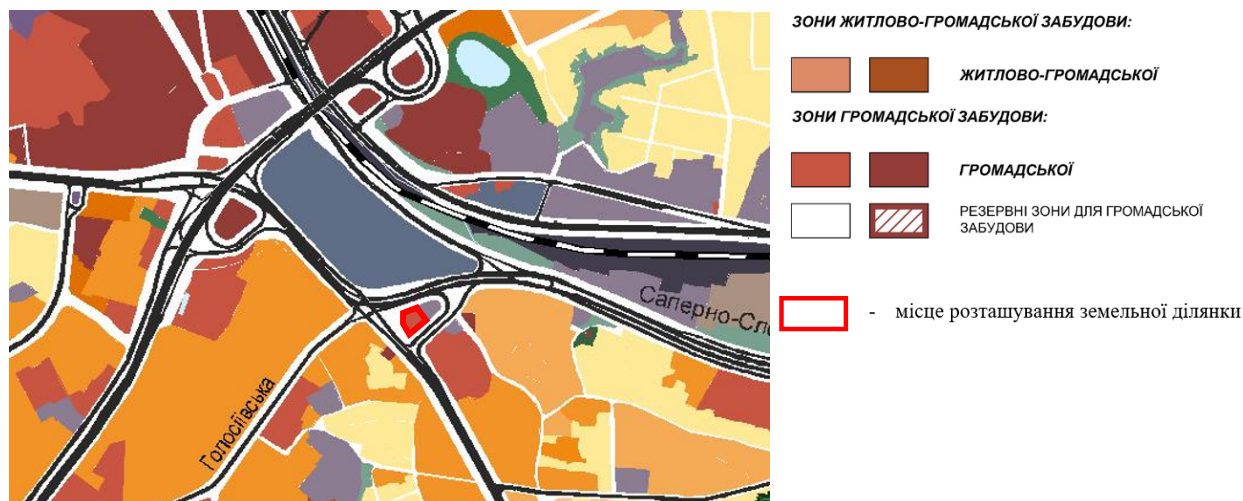 Саперно-Сло
Голосіївська
ЗОНИ ЖИТЛОВО-ГРОМАДСЬКОЇ ЗАБУДОВИ:
ЖИТЛОВО-ГРОМАДСЬКОЇ
ЗОНИ ГРОМАДСЬКОЇ ЗАБУДОВИ:
ГРОМАДСЬКОЇ
РЕЗЕРВНІ ЗОНИ ДЛЯ ГРОМАДСЬКОЇ
ЗАБУДОВИ
- місце розташування земельної ділянки